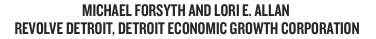 MICHAEL FORSYTH AND LORI E. ALLAN
REVOLVE DETROIT, DETROIT ECONOMIC GROWTH CORPORATION